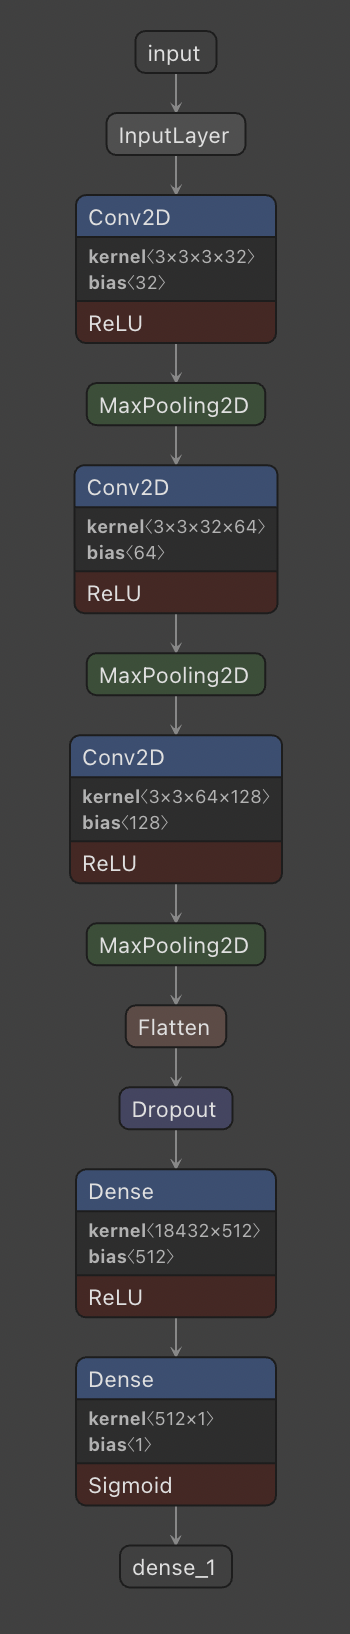 input
InputLayer
Conv2D
kernel〈3×3×3×32〉
bias〈32〉
ReLU
MaxPooling2D
Conv2D
kernel〈3×3×32×64〉
bias〈64〉
ReLU
MaxPooling2D
Conv2D
kernel〈3×3×64×128〉
bias〈128〉
ReLU
MaxPooling2D
Flatten
Dropout
Dense
kernel〈18432×512〉
bias〈512〉
ReLU
Dense
kernel〈512×1〉
bias〈1〉
Sigmoid
dense_1